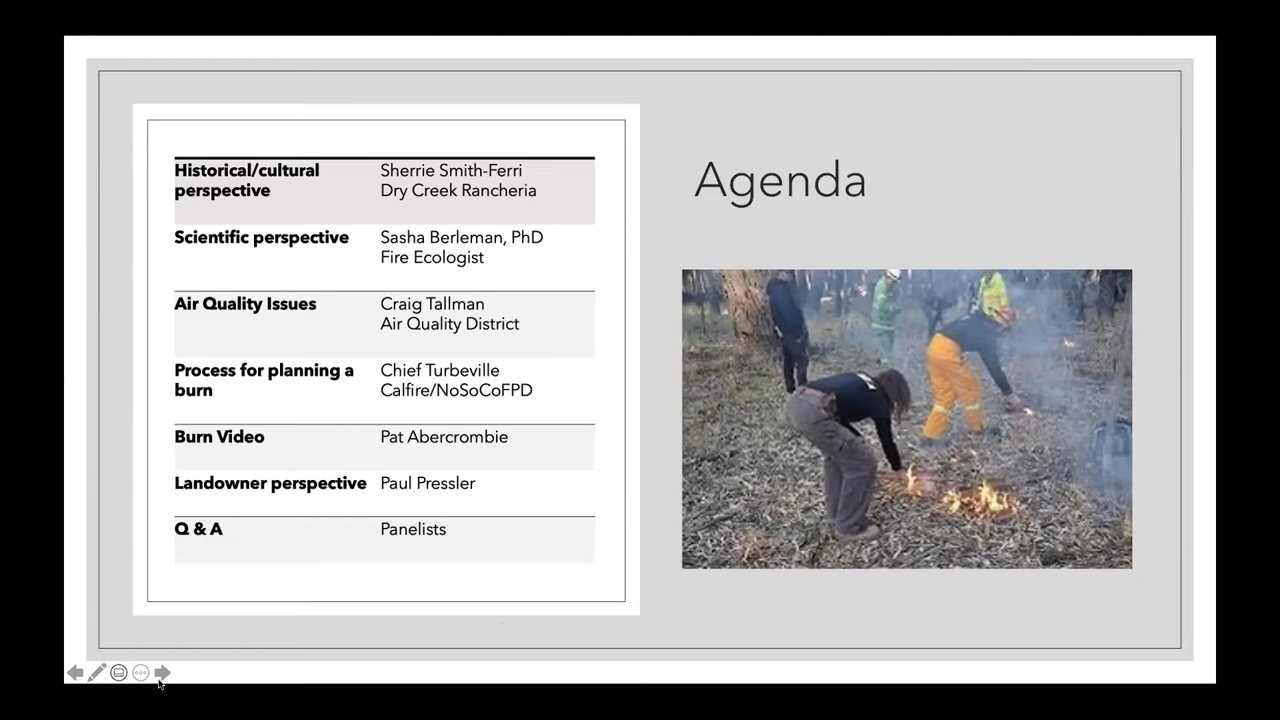 Agenda
Historical/cultural
perspective
Sherrie Smith-Ferri
Dry Creek Rancheria
Scientific perspective
Sasha Berleman, PhD
Fire Ecologist
Air Quality Issues
Craig Tallman
Air Quality District
Process for planning a
burn
Chief Turbeville
Calfire/NoSoCoFPD
Burn Video
Pat Abercrombie
Landowner perspective
Paul Pressler
Q & A
Panelists